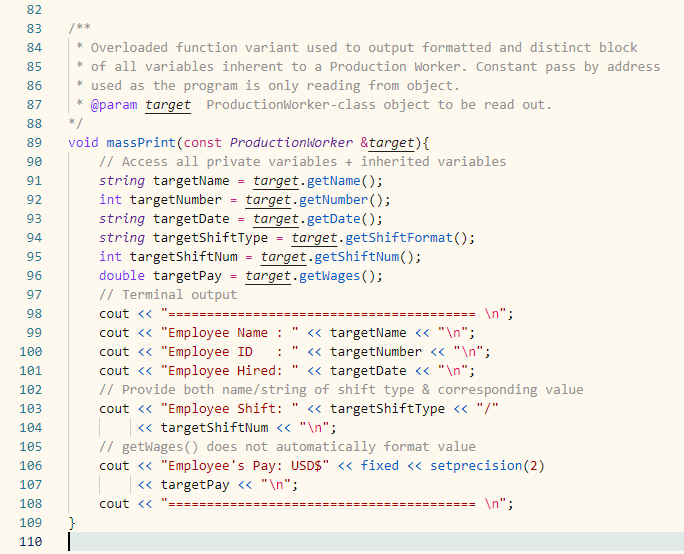 82
83 /**
84  * Overloaded function variant used to output formatted and distinct block
85  * of all variables inherent to a Production Worker. Constant pass by address
86  * used as the program is only reading from object.
87  * @param target  ProductionWorker-class object to be read out.
88 */
89 void massPrint(const ProductionWorker &target){
90     // Access all private variables + inherited variables
91     string targetName = target.getName();
92     int targetNumber = target.getNumber();
93     string targetDate = target.getDate();
94     string targetShiftType = target.getShiftFormat();
95     int targetShiftNum = target.getShiftNum();
96     double targetPay = target.getWages();
97     // Terminal output
98     cout << "======================================== \n";
99     cout << "Employee Name : " << targetName << "\n";
100     cout << "Employee ID   : " << targetNumber << "\n";
101     cout << "Employee Hired: " << targetDate << "\n";
102     // Provide both name/string of shift type & corresponding value
103     cout << "Employee Shift: " << targetShiftType << "/"
104         << targetShiftNum << "\n";
105     // getWages() does not automatically format value
106     cout << "Employee's Pay: USD$" << fixed << setprecision(2)
107         << targetPay << "\n";
108     cout << "======================================== \n";
109 }
110